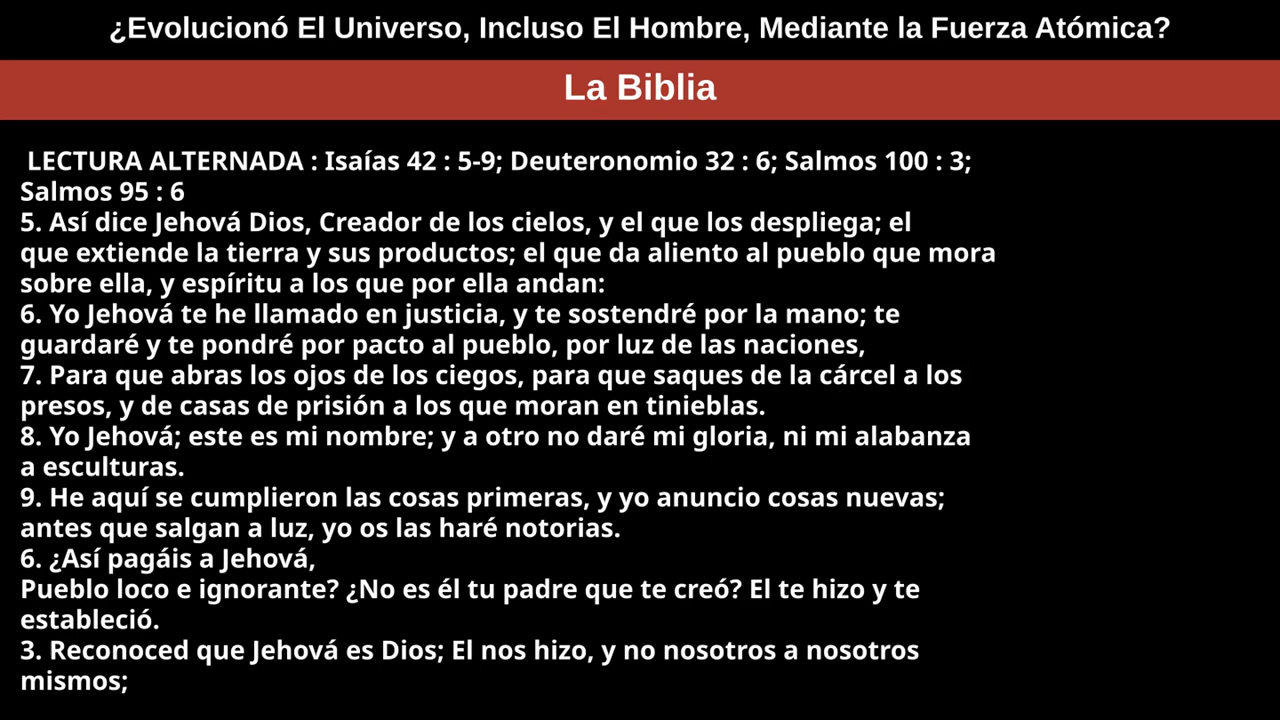 ¿Evolucionó El Universo, Incluso El Hombre, Mediante la Fuerza Atómica?
La Biblia
LECTURA ALTERNADA : Isaías 42 : 5-9; Deuteronomio 32 : 6; Salmos 100 : 3;
Salmos 95 : 6
5. Así dice Jehová Dios, Creador de los cielos, y el que los despliega; el
que extiende la tierra y sus productos; el que da aliento al pueblo que mora
sobre ella, y espíritu a los que por ella andan:
6. Yo Jehová te he llamado en justicia, y te sostendré por la mano; te
guardaré y te pondré por pacto al pueblo, por luz de las naciones,
7. Para que abras los ojos de los ciegos, para que saques de la cárcel a los
presos, y de casas de prisión a los que moran en tinieblas.
8. Yo Jehová; este es mi nombre; y a otro no daré mi gloria, ni mi alabanza
a esculturas.
9. He aquí se cumplieron las cosas primeras, y yo anuncio cosas nuevas;
antes que salgan a luz, yo os las haré notorias.
6. ¿Así pagáis a Jehová,
Pueblo loco e ignorante? ¿No es él tu padre que te creó? El te hizo y te
estableció.
3. Reconoced que Jehová es Dios; El nos hizo, y no nosotros a nosotros
mismos;